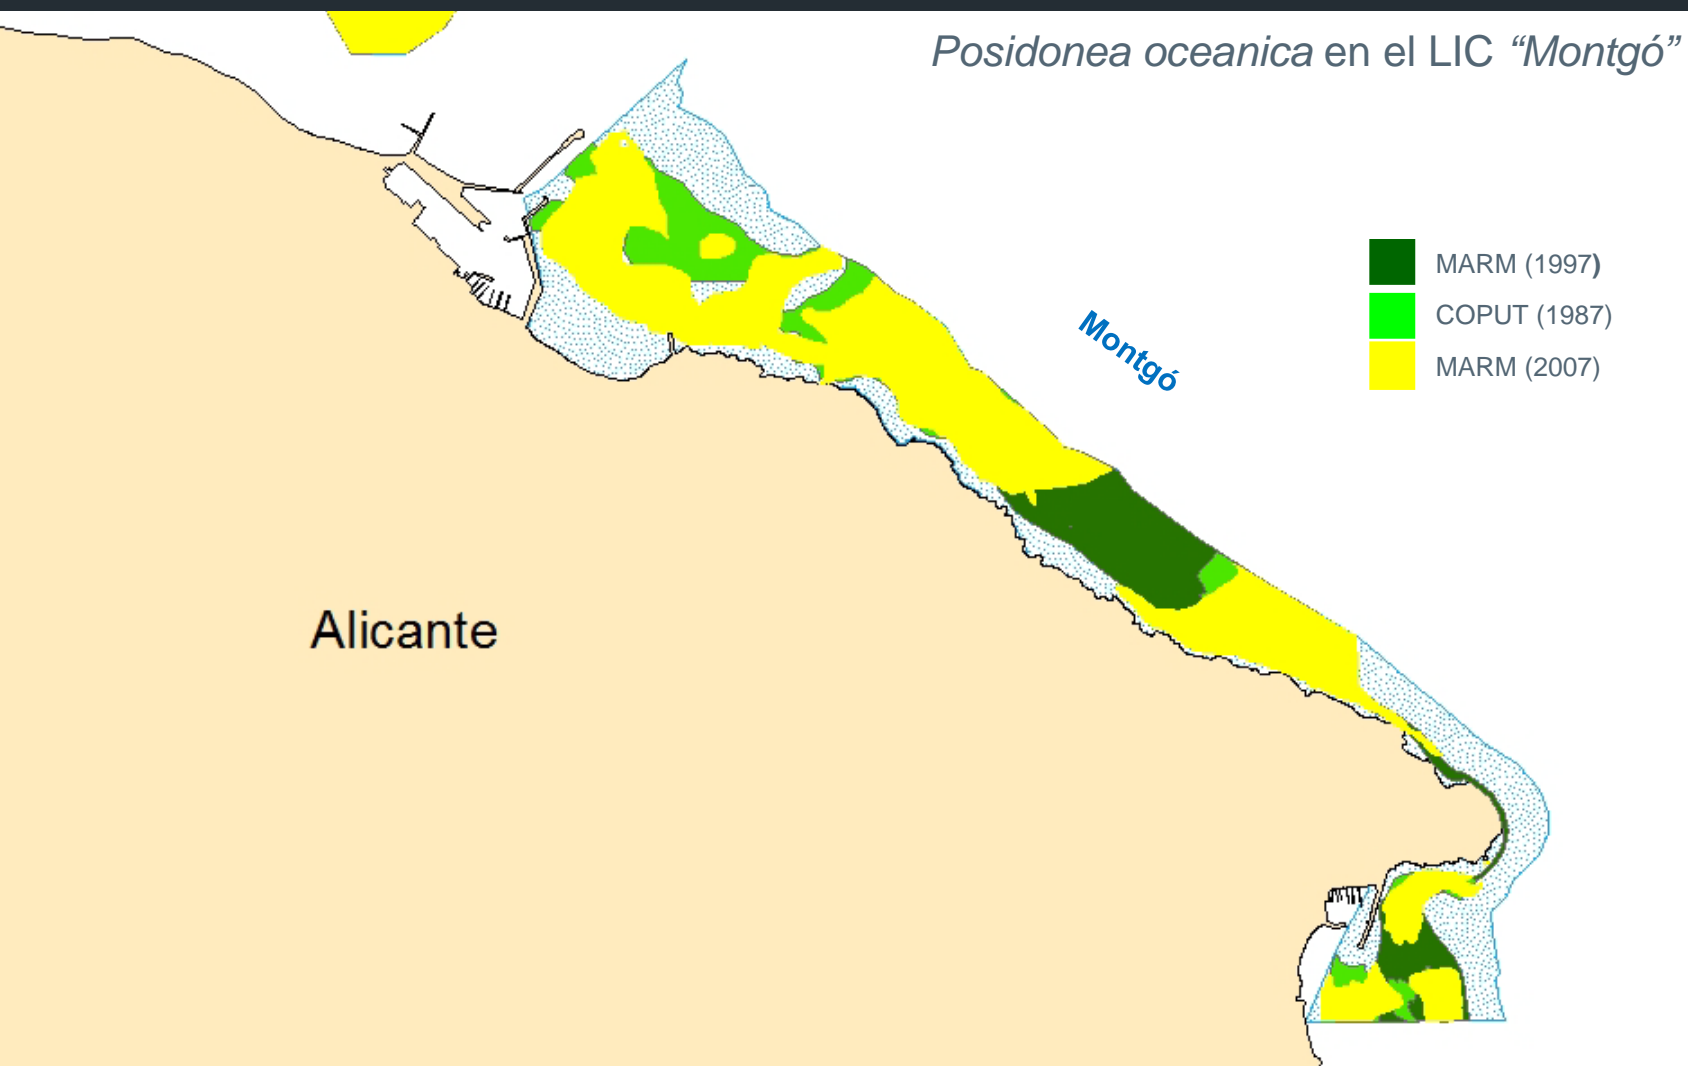 Posidonea oceanica en el LIC “Montgó”
MARM (1997)
COPUT (1987)
MARM (2007)
Montgó
Alicante